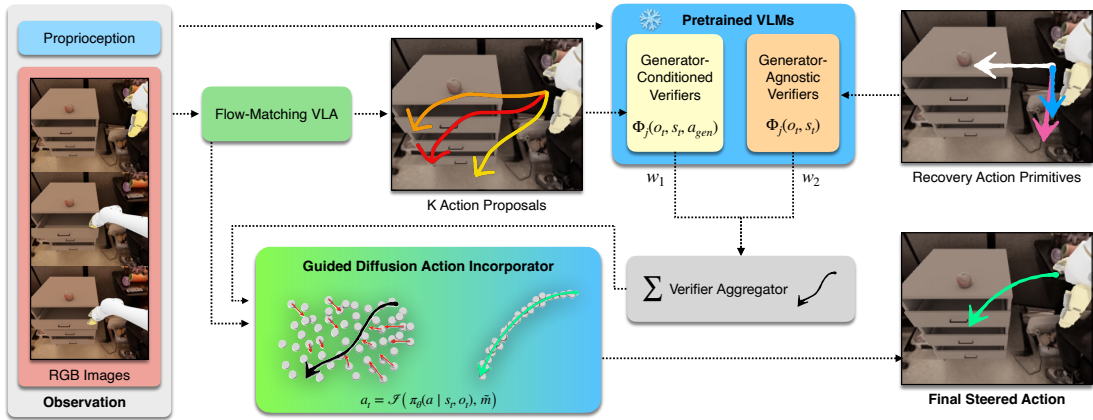 Proprioception
RGB Images
Observation
Flow-Matching VLA
K Action Proposals
Pretrained VLMs
Generator-
Conditioned
Verifiers
Φj(ot, st, agen)
Generator-
Agnostic
Verifiers
Φj(ot, st)
Recovery Action Primitives
w1
w2
∑ Verifier Aggregator
Guided Diffusion Action Incorporator
at = 𝒥( πθ(a | st, ot), m̃)
Final Steered Action